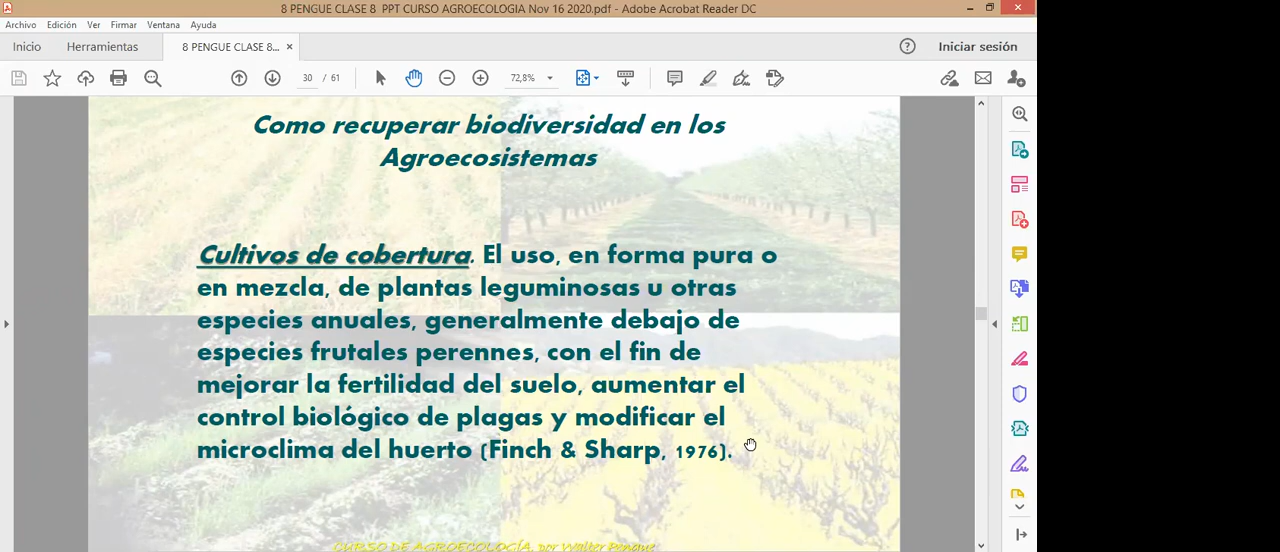 8 PENGUE CLASE 8 PPT CURSO AGROECOLOGIA Nov 16 2020.pdf - Adobe Acrobat Reader DC
Archivo Edición Ver Firmar Ventana Ayuda
Inicio Herramientas 8 PENGUE CLASE 8... × Iniciar sesión
30 / 61 72,8%
Como recuperar biodiversidad en los
Agroecosistemas
Cultivos de cobertura. El uso, en forma pura o
en mezcla, de plantas leguminosas u otras
especies anuales, generalmente debajo de
especies frutales perennes, con el fin de
mejorar la fertilidad del suelo, aumentar el
control biológico de plagas y modificar el
microclima del huerto (Finch & Sharp, 1976).
CURSO DE AGROECOLOGÍA, por Walter Pengue